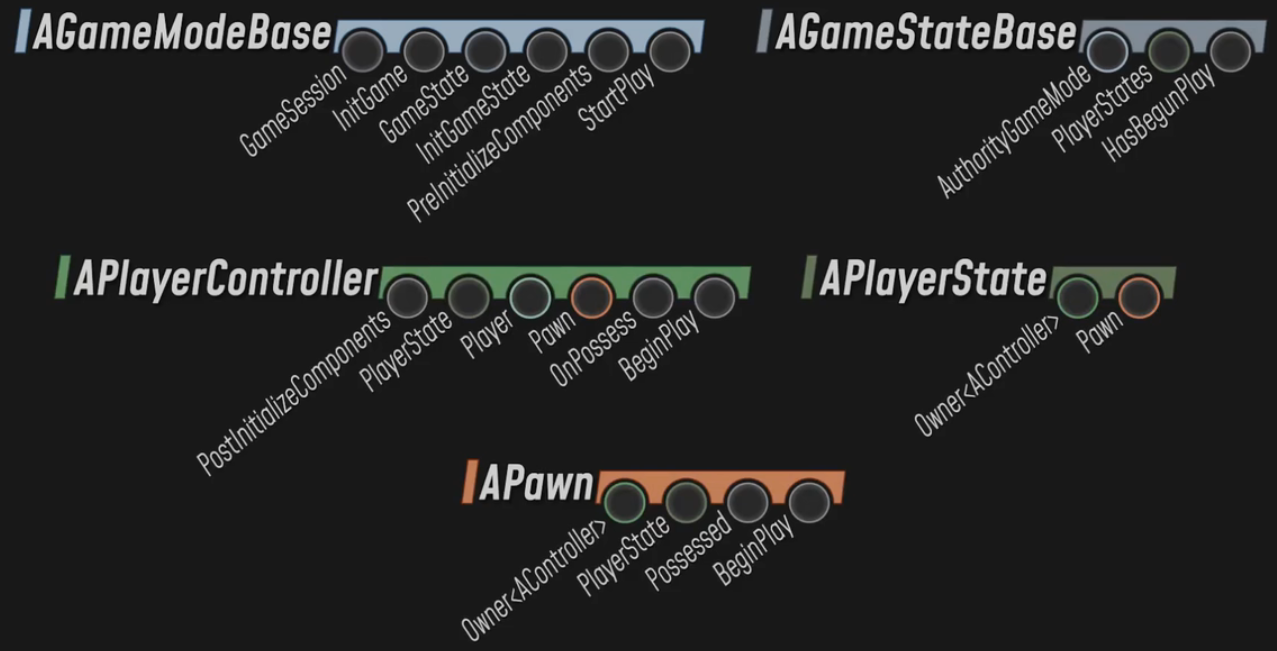 AGameModeBase
GameSession
InitGame
GameState
InitGameState
PreInitializeComponents
StartPlay
AGameStateBase
AuthorityGameMode
PlayerStates
HasBegunPlay
APlayerController
PostInitializeComponents
PlayerState
Player
Pawn
OnPossess
BeginPlay
APlayerState
Owner<AController>
Pawn
APawn
Owner<AController>
PlayerState
Possessed
BeginPlay